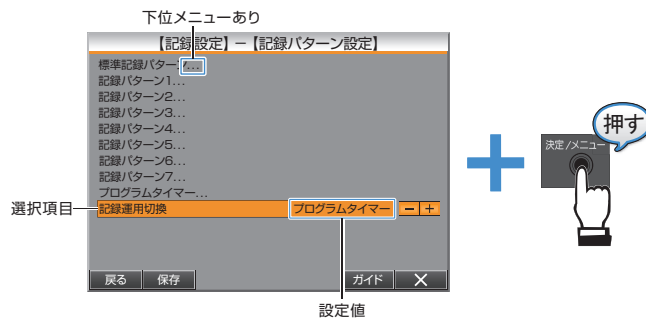 下位メニューあり
【記録設定】－【記録パターン設定】
標準記録パターン...
記録パターン1...
記録パターン2...
記録パターン3...
記録パターン4...
記録パターン5...
記録パターン6...
記録パターン7...
プログラムタイマー...
選択項目
記録運用切換 プログラムタイマー － ＋
戻る 保存 ガイド ×
設定値
押す
決定/メニュー